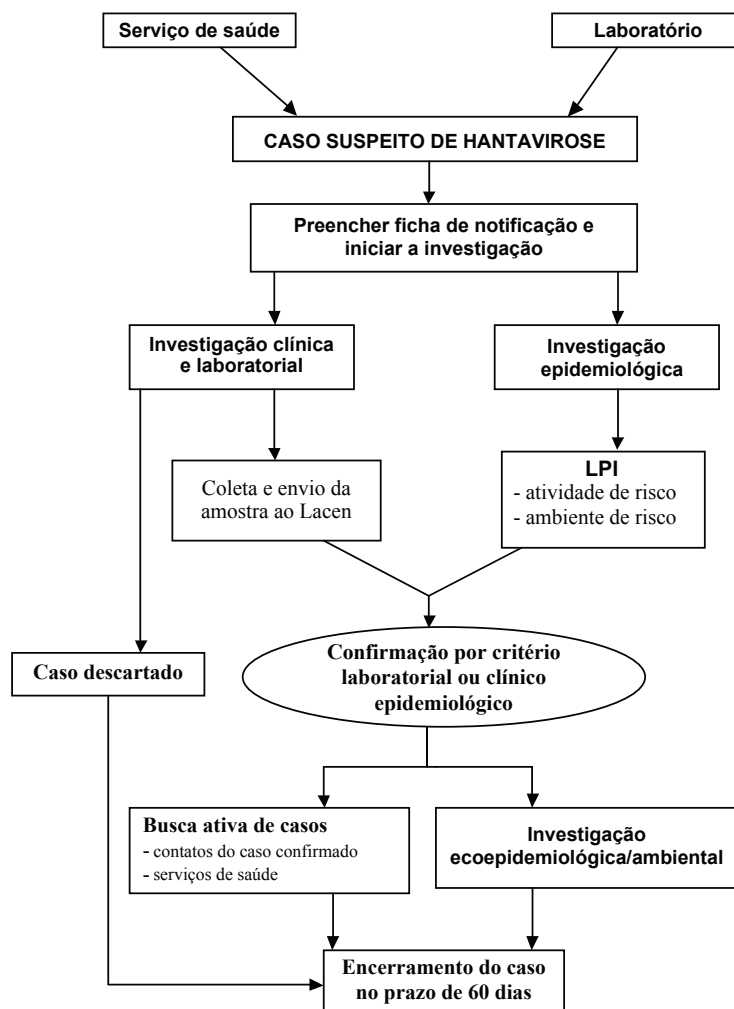 Serviço de saúde
Laboratório
CASO SUSPEITO DE HANTAVIROSE
Preencher ficha de notificação e
iniciar a investigação
Investigação clínica
e laboratorial
Investigação
epidemiológica
Coleta e envio da
amostra ao Lacen
LPI
- atividade de risco
- ambiente de risco
Caso descartado
Confirmação por critério
laboratorial ou clínico
epidemiológico
Busca ativa de casos
- contatos do caso confirmado
- serviços de saúde
Investigação
ecoepidemiológica/ambiental
Encerramento do caso
no prazo de 60 dias